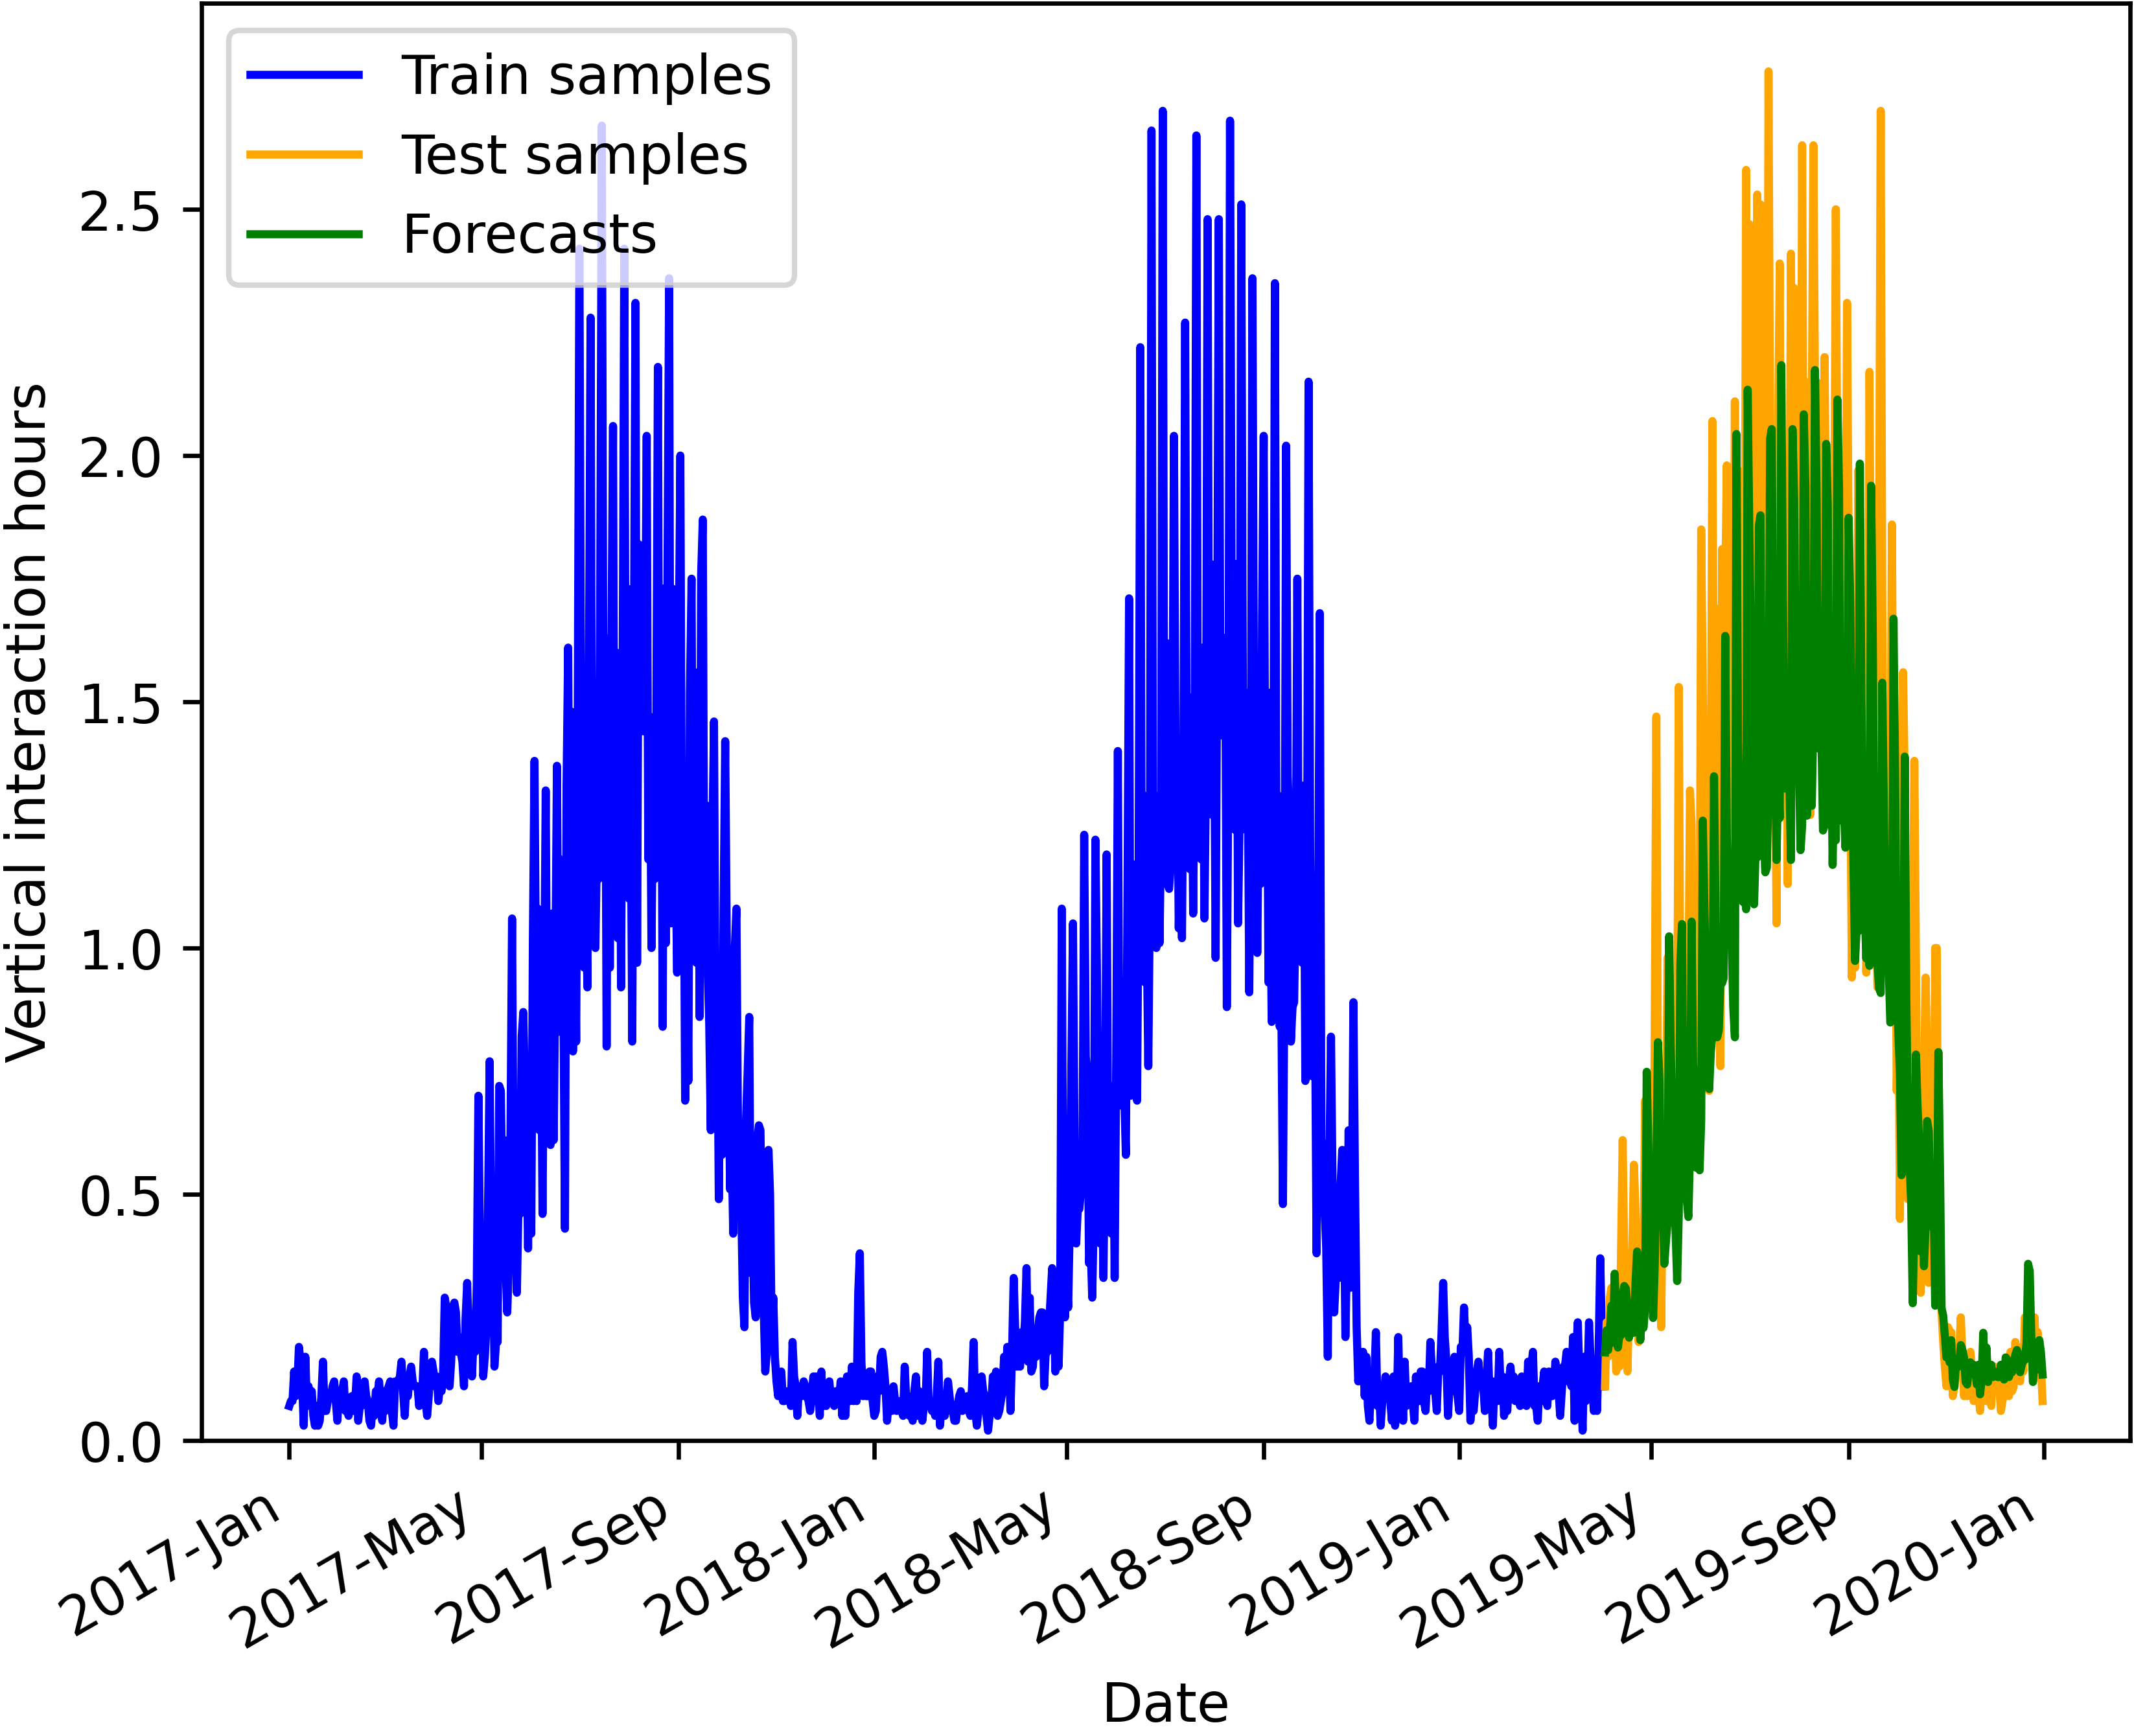 Train samples
Test samples
Forecasts
Vertical interaction hours
2.5
2.0
1.5
1.0
0.5
0.0
2017-Jan
2017-May
2017-Sep
2018-Jan
2018-May
2018-Sep
2019-Jan
2019-May
2019-Sep
2020-Jan
Date